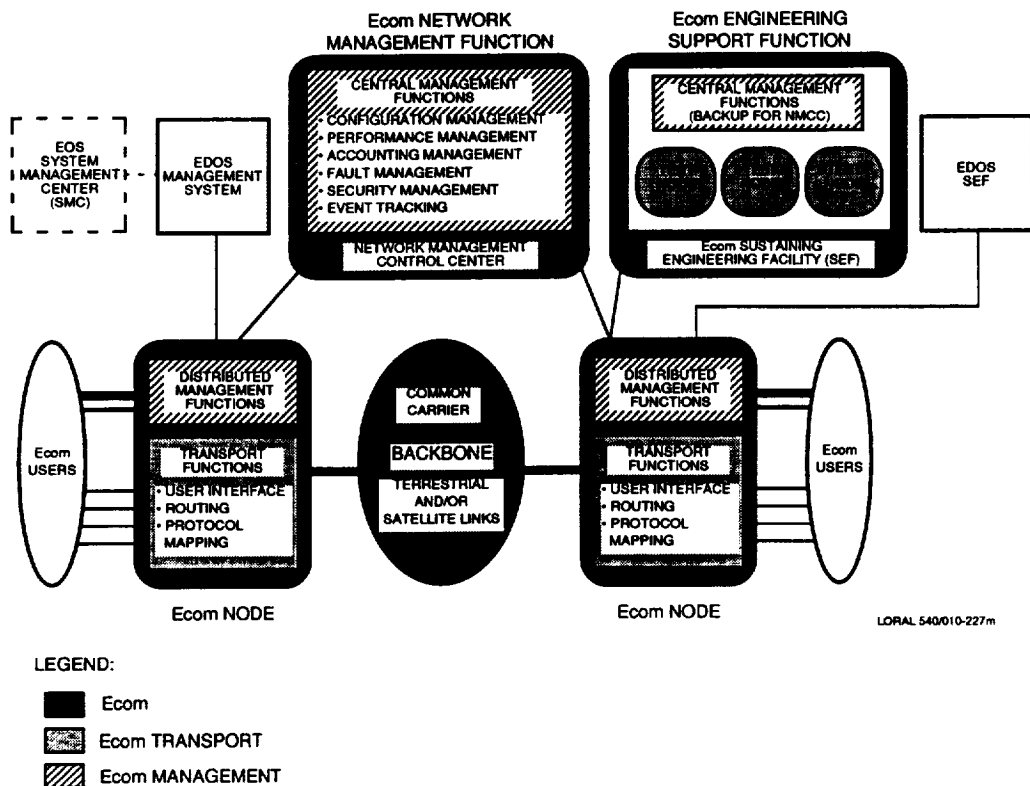 Ecom NETWORK
MANAGEMENT FUNCTION
Ecom ENGINEERING
SUPPORT FUNCTION
CENTRAL MANAGEMENT
FUNCTIONS
• CONFIGURATION MANAGEMENT
• PERFORMANCE MANAGEMENT
• ACCOUNTING MANAGEMENT
• FAULT MANAGEMENT
• SECURITY MANAGEMENT
• EVENT TRACKING
NETWORK MANAGEMENT
CONTROL CENTER
CENTRAL MANAGEMENT
FUNCTIONS
(BACKUP FOR NMCC)
Ecom SUSTAINING
ENGINEERING FACILITY (SEF)
EOS
SYSTEM
MANAGEMENT
CENTER
(SMC)
EDOS
MANAGEMENT
SYSTEM
EDOS
SEF
Ecom
USERS
DISTRIBUTED
MANAGEMENT
FUNCTIONS
TRANSPORT
FUNCTIONS
• USER INTERFACE
• ROUTING
• PROTOCOL
MAPPING
Ecom NODE
COMMON
CARRIER
BACKBONE
TERRESTRIAL
AND/OR
SATELLITE LINKS
DISTRIBUTED
MANAGEMENT
FUNCTIONS
TRANSPORT
FUNCTIONS
• USER INTERFACE
• ROUTING
• PROTOCOL
MAPPING
Ecom NODE
Ecom
USERS
LORAL 540/010-227m
LEGEND:
Ecom
Ecom TRANSPORT
Ecom MANAGEMENT